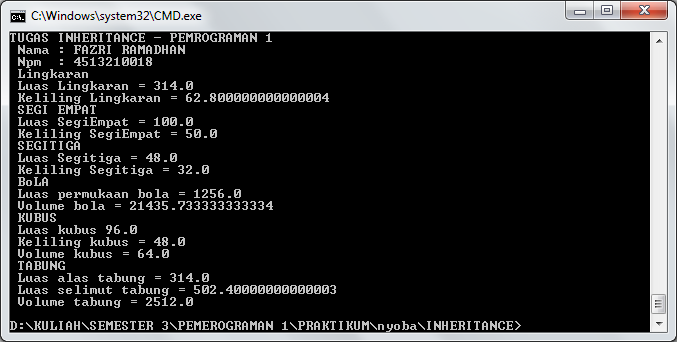 C:\Windows\system32\CMD.exe
TUGAS INHERITANCE - PEMROGRAMAN 1
Nama : FAZRI RAMADHAN
Npm  : 4513210018
Lingkaran
Luas Lingkaran = 314.0
Keliling Lingkaran = 62.800000000000004
SEGI EMPAT
Luas SegiEmpat = 100.0
Keliling SegiEmpat = 50.0
SEGITIGA
Luas Segitiga = 48.0
Keliling Segitiga = 32.0
BoLA
Luas permukaan bola = 1256.0
Volume bola = 21435.733333333334
KUBUS
Luas kubus 96.0
Keliling kubus = 48.0
Volume kubus = 64.0
TABUNG
Luas alas tabung = 314.0
Luas selimut tabung = 502.40000000000003
Volume tabung = 2512.0
D:\KULIAH\SEMESTER 3\PEMEROGRAMAN 1\PRAKTIKUM\nyoba\INHERITANCE>